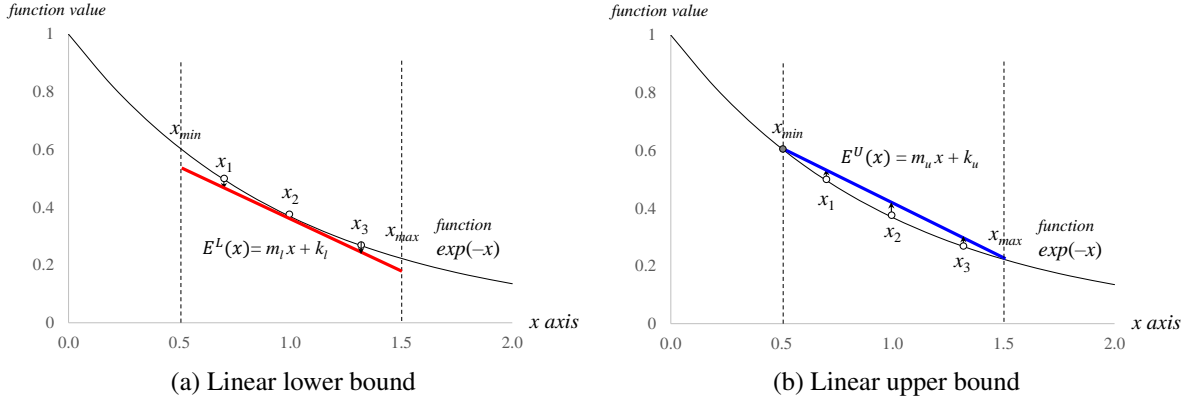 function value
1
0.8
0.6
0.4
0.2
0
0.0 0.5 1.0 1.5 2.0
x axis
x_min
x_1
x_2
x_3
x_max
function
exp(−x)
E^L(x) = m_l x + k_l
(a) Linear lower bound
function value
1
0.8
0.6
0.4
0.2
0
0.0 0.5 1.0 1.5 2.0
x axis
x_min
E^U(x) = m_u x + k_u
x_1
x_2
x_3
x_max
function
exp(−x)
(b) Linear upper bound